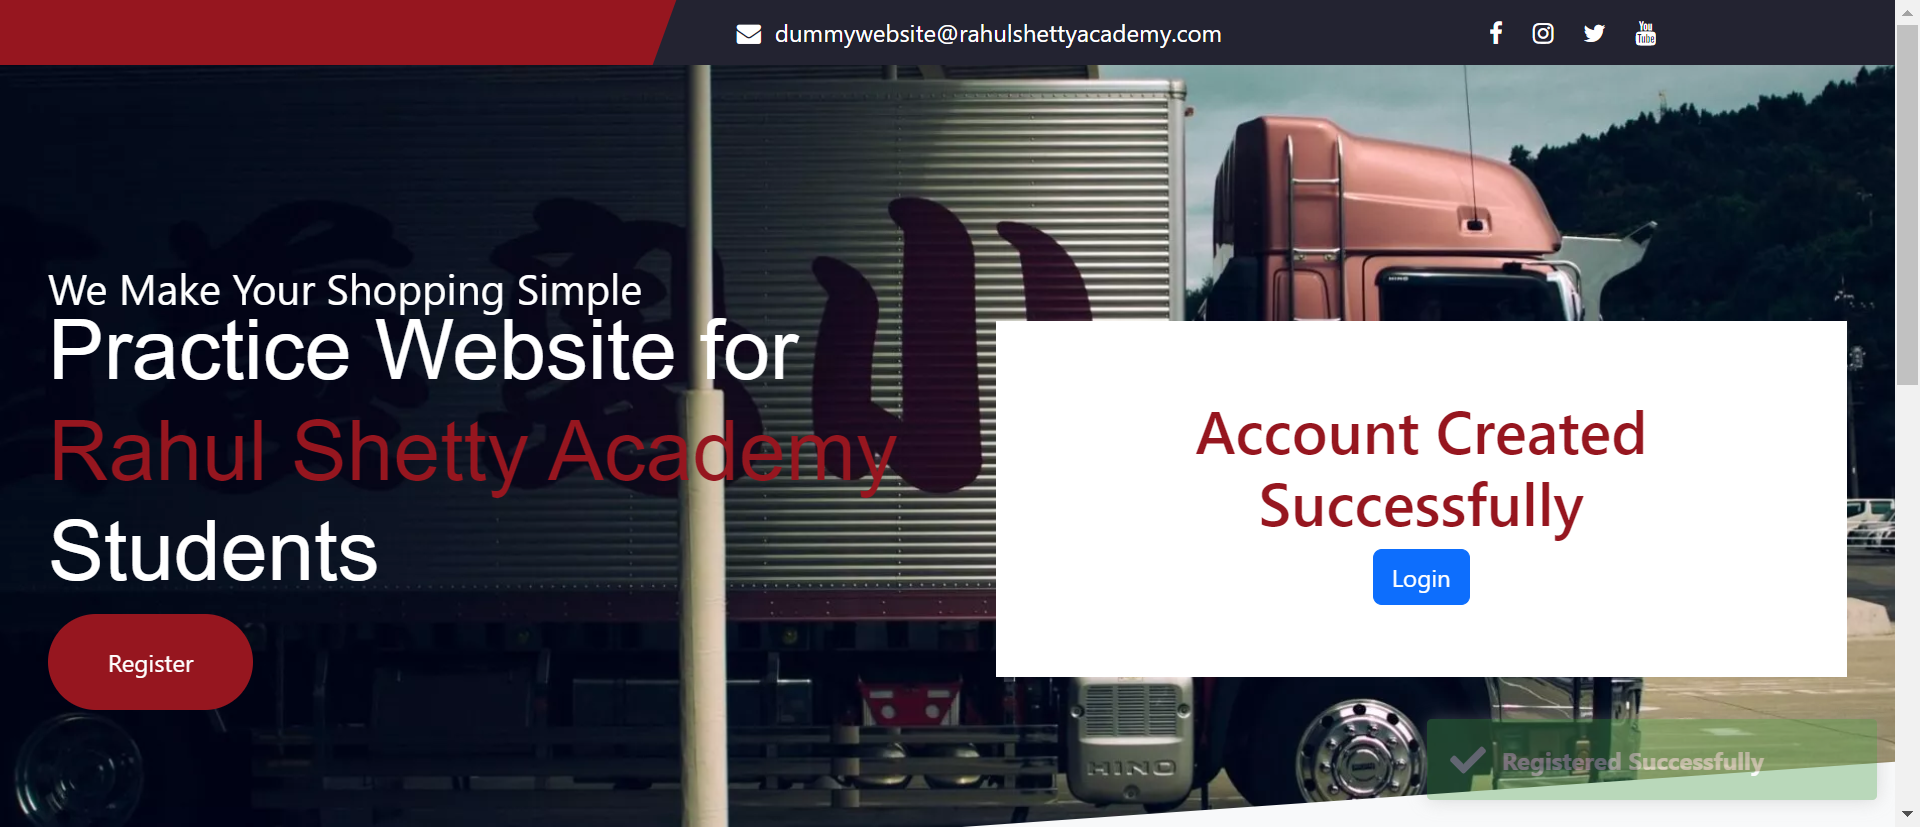 dummywebsite@rahulshettyacademy.com
You
Tube
We Make Your Shopping Simple
Practice Website for
Rahul Shetty Academy
Students
Register
Account Created
Successfully
Login
Registered Successfully
HINO